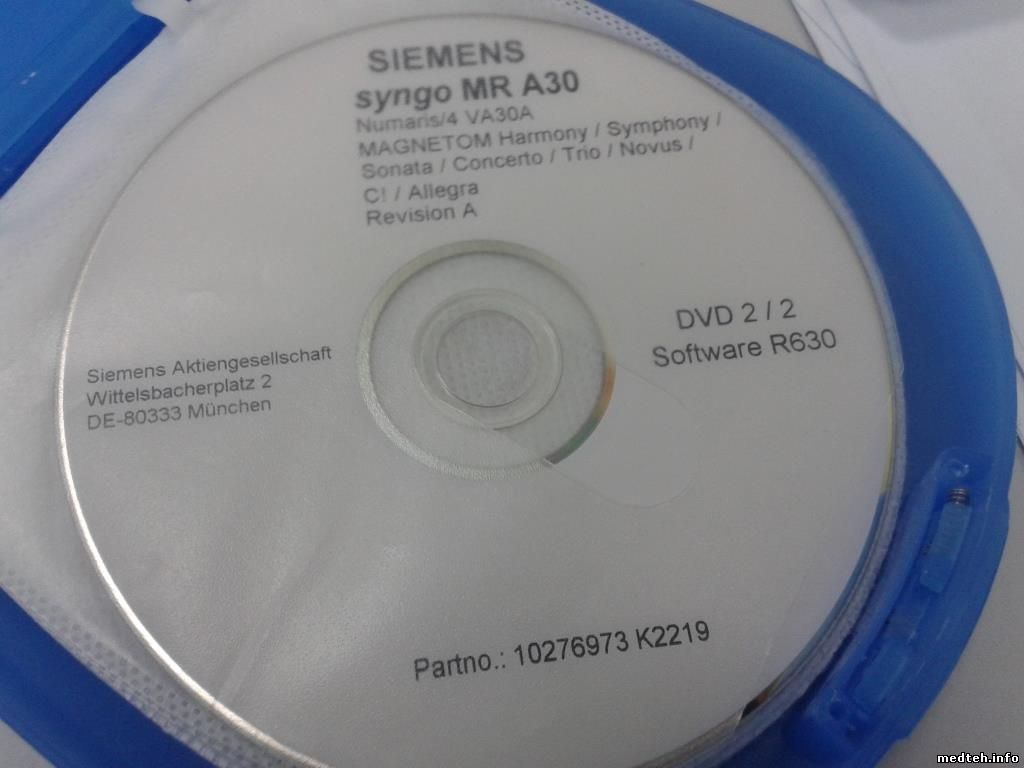 SIEMENS
syngo MR A30
Numaris/4 VA30A
MAGNETOM Harmony / Symphony /
Sonata / Concerto / Trio / Novus /
C! / Allegra
Revision A
DVD 2 / 2
Software R630
Siemens Aktiengesellschaft
Wittelsbacherplatz 2
DE-80333 München
Partno.: 10276973 K2219
medteh.info